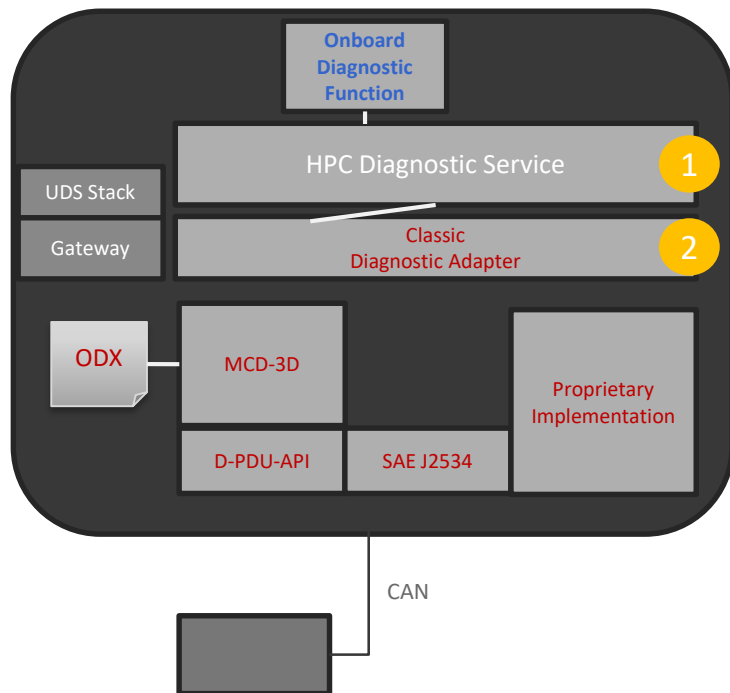 Onboard
Diagnostic
Function
HPC Diagnostic Service
1
UDS Stack
Gateway
Classic
Diagnostic Adapter
2
ODX
MCD-3D
Proprietary
Implementation
D-PDU-API
SAE J2534
CAN